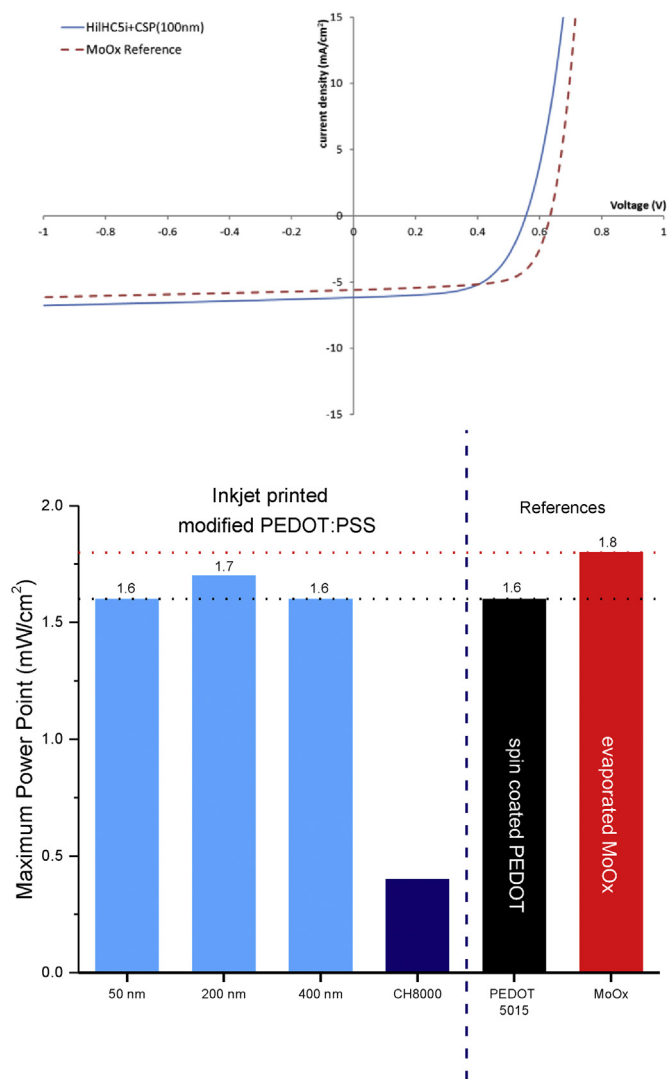 HilHC5i+CSP(100nm)
MoOx Reference
current density (mA/cm²)
Voltage (V)
15
10
5
0
-5
-10
-15
-1
-0.8
-0.6
-0.4
-0.2
0
0.2
0.4
0.6
0.8
1
Inkjet printed
modified PEDOT:PSS
References
Maximum Power Point (mW/cm²)
2.0
1.5
1.0
0.5
0.0
1.6
1.7
1.6
1.6
1.8
spin coated PEDOT
evaporated MoOx
50 nm
200 nm
400 nm
CH8000
PEDOT
5015
MoOx